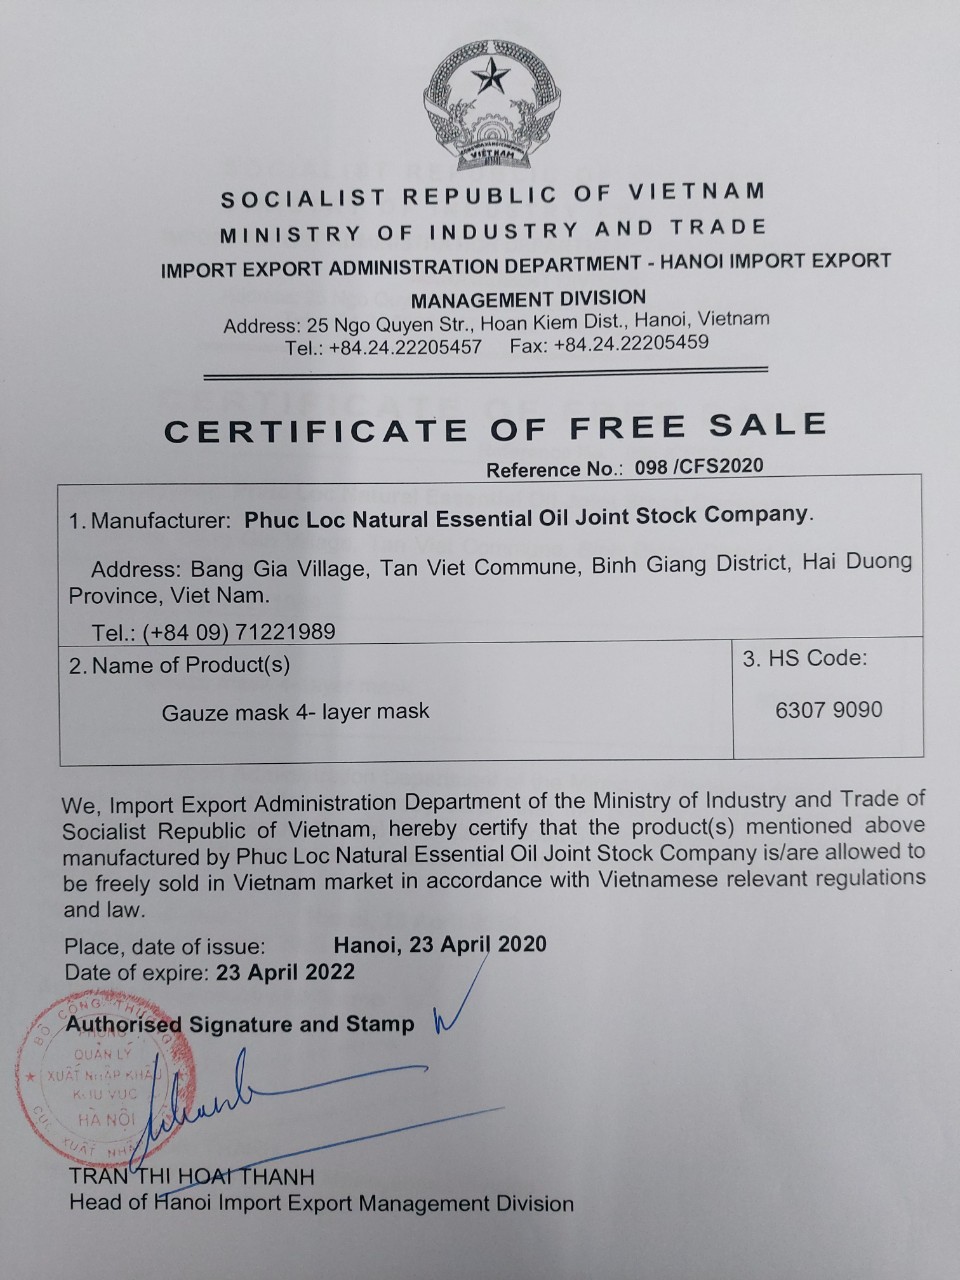 VIỆT NAM
SOCIALIST REPUBLIC OF VIETNAM
MINISTRY OF INDUSTRY AND TRADE
IMPORT EXPORT ADMINISTRATION DEPARTMENT - HANOI IMPORT EXPORT
MANAGEMENT DIVISION
Address: 25 Ngo Quyen Str., Hoan Kiem Dist., Hanoi, Vietnam
Tel.: +84.24.22205457 Fax: +84.24.22205459
CERTIFICATE OF FREE SALE
Reference No.: 098 /CFS2020
1. Manufacturer: Phuc Loc Natural Essential Oil Joint Stock Company.
Address: Bang Gia Village, Tan Viet Commune, Binh Giang District, Hai Duong
Province, Viet Nam.
Tel.: (+84 09) 71221989
2. Name of Product(s)
3. HS Code:
Gauze mask 4- layer mask
6307 9090
We, Import Export Administration Department of the Ministry of Industry and Trade of
Socialist Republic of Vietnam, hereby certify that the product(s) mentioned above
manufactured by Phuc Loc Natural Essential Oil Joint Stock Company is/are allowed to
be freely sold in Vietnam market in accordance with Vietnamese relevant regulations
and law.
Place, date of issue: Hanoi, 23 April 2020
Date of expire: 23 April 2022
Authorised Signature and Stamp
BỘ CÔNG THƯƠNG
PHÒNG
QUẢN LÝ
XUẤT NHẬP KHẨU
KHU VỰC
HÀ NỘI
CỤC XUẤT NHẬP
TRAN THI HOAI THANH
Head of Hanoi Import Export Management Division